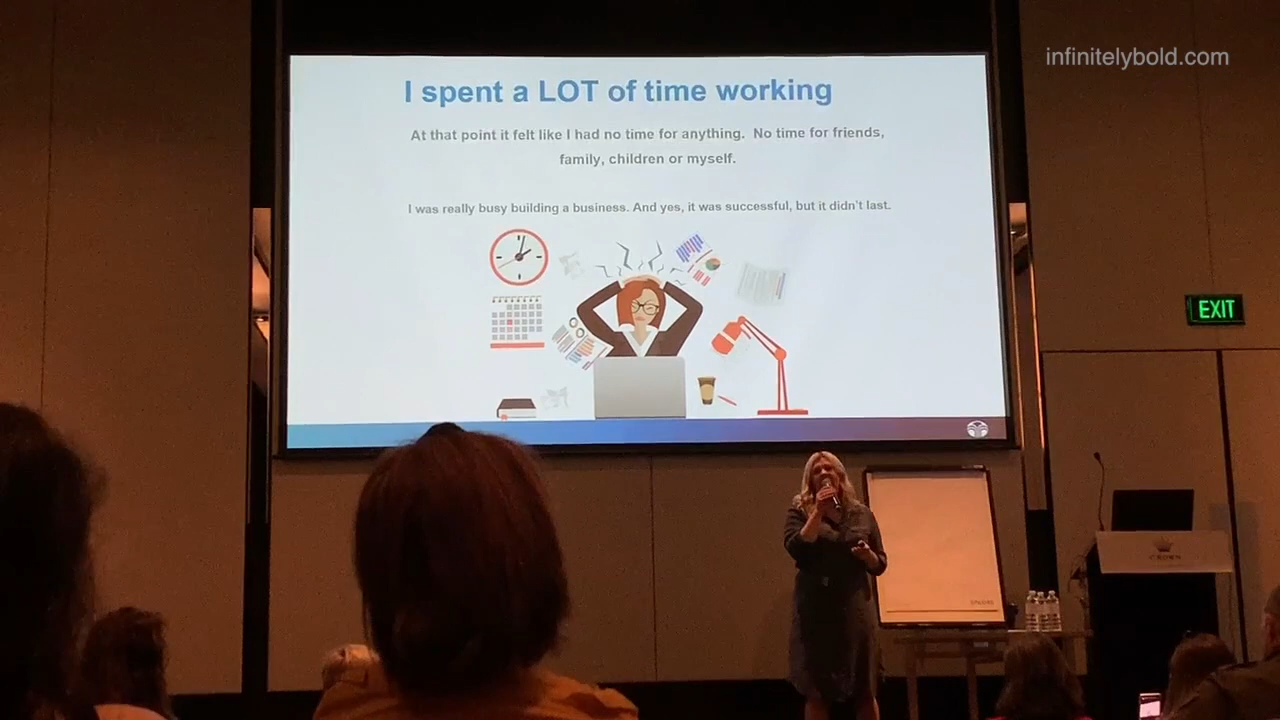 infinitelybold.com
I spent a LOT of time working
At that point it felt like I had no time for anything. No time for friends,
family, children or myself.
I was really busy building a business. And yes, it was successful, but it didn't last.
EXIT
CROWN